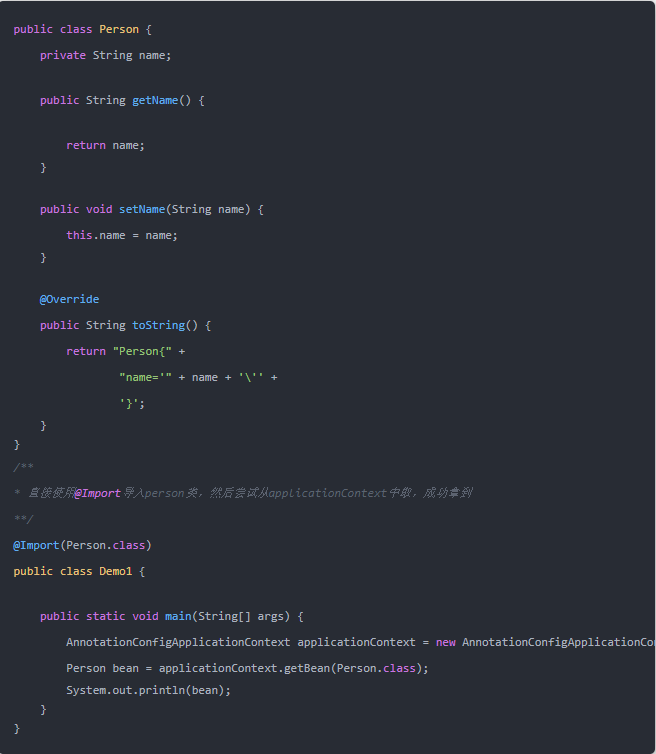 public class Person {
private String name;
public String getName() {
return name;
}
public void setName(String name) {
this.name = name;
}
@Override
public String toString() {
return "Person{" +
"name='" + name + '\'' +
'}';
}
}
/**
* 直接使用@Import导入person类，然后尝试从applicationContext中取，成功拿到
**/
@Import(Person.class)
public class Demo1 {
public static void main(String[] args) {
AnnotationConfigApplicationContext applicationContext = new AnnotationConfigApplicationCo
Person bean = applicationContext.getBean(Person.class);
System.out.println(bean);
}
}